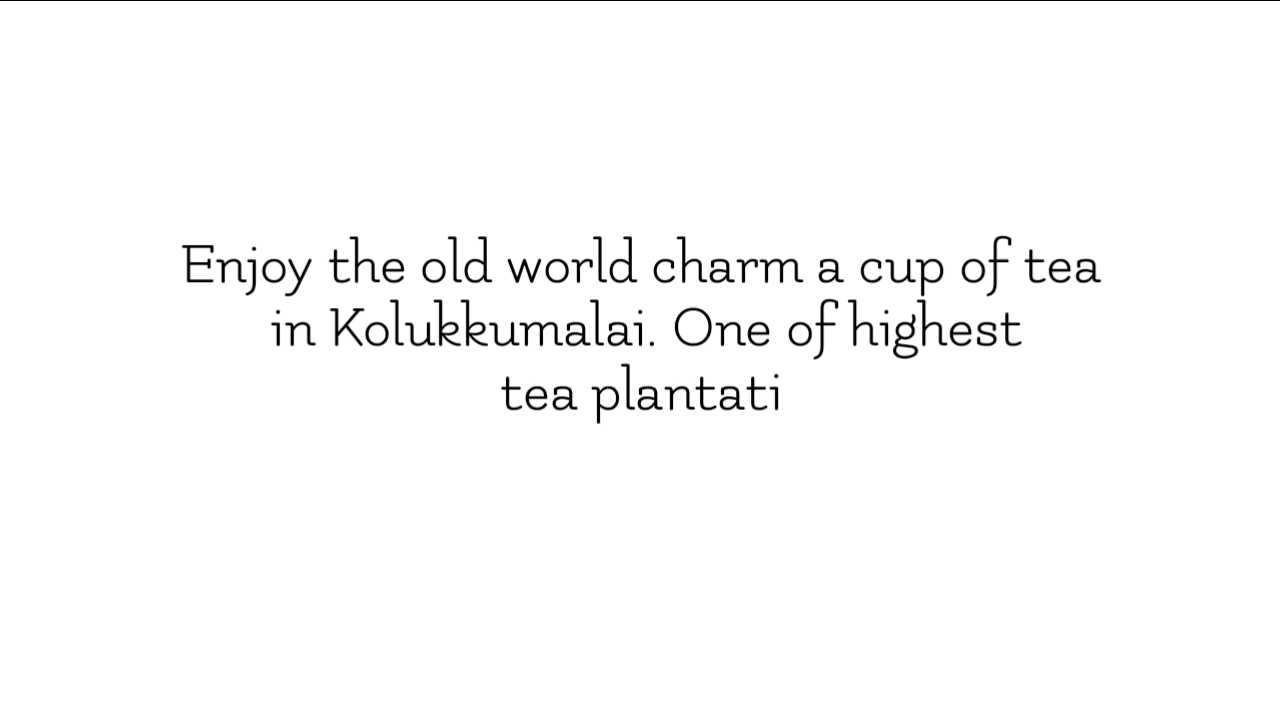 Enjoy the old world charm a cup of tea
in Kolukkumalai. One of highest
tea plantati